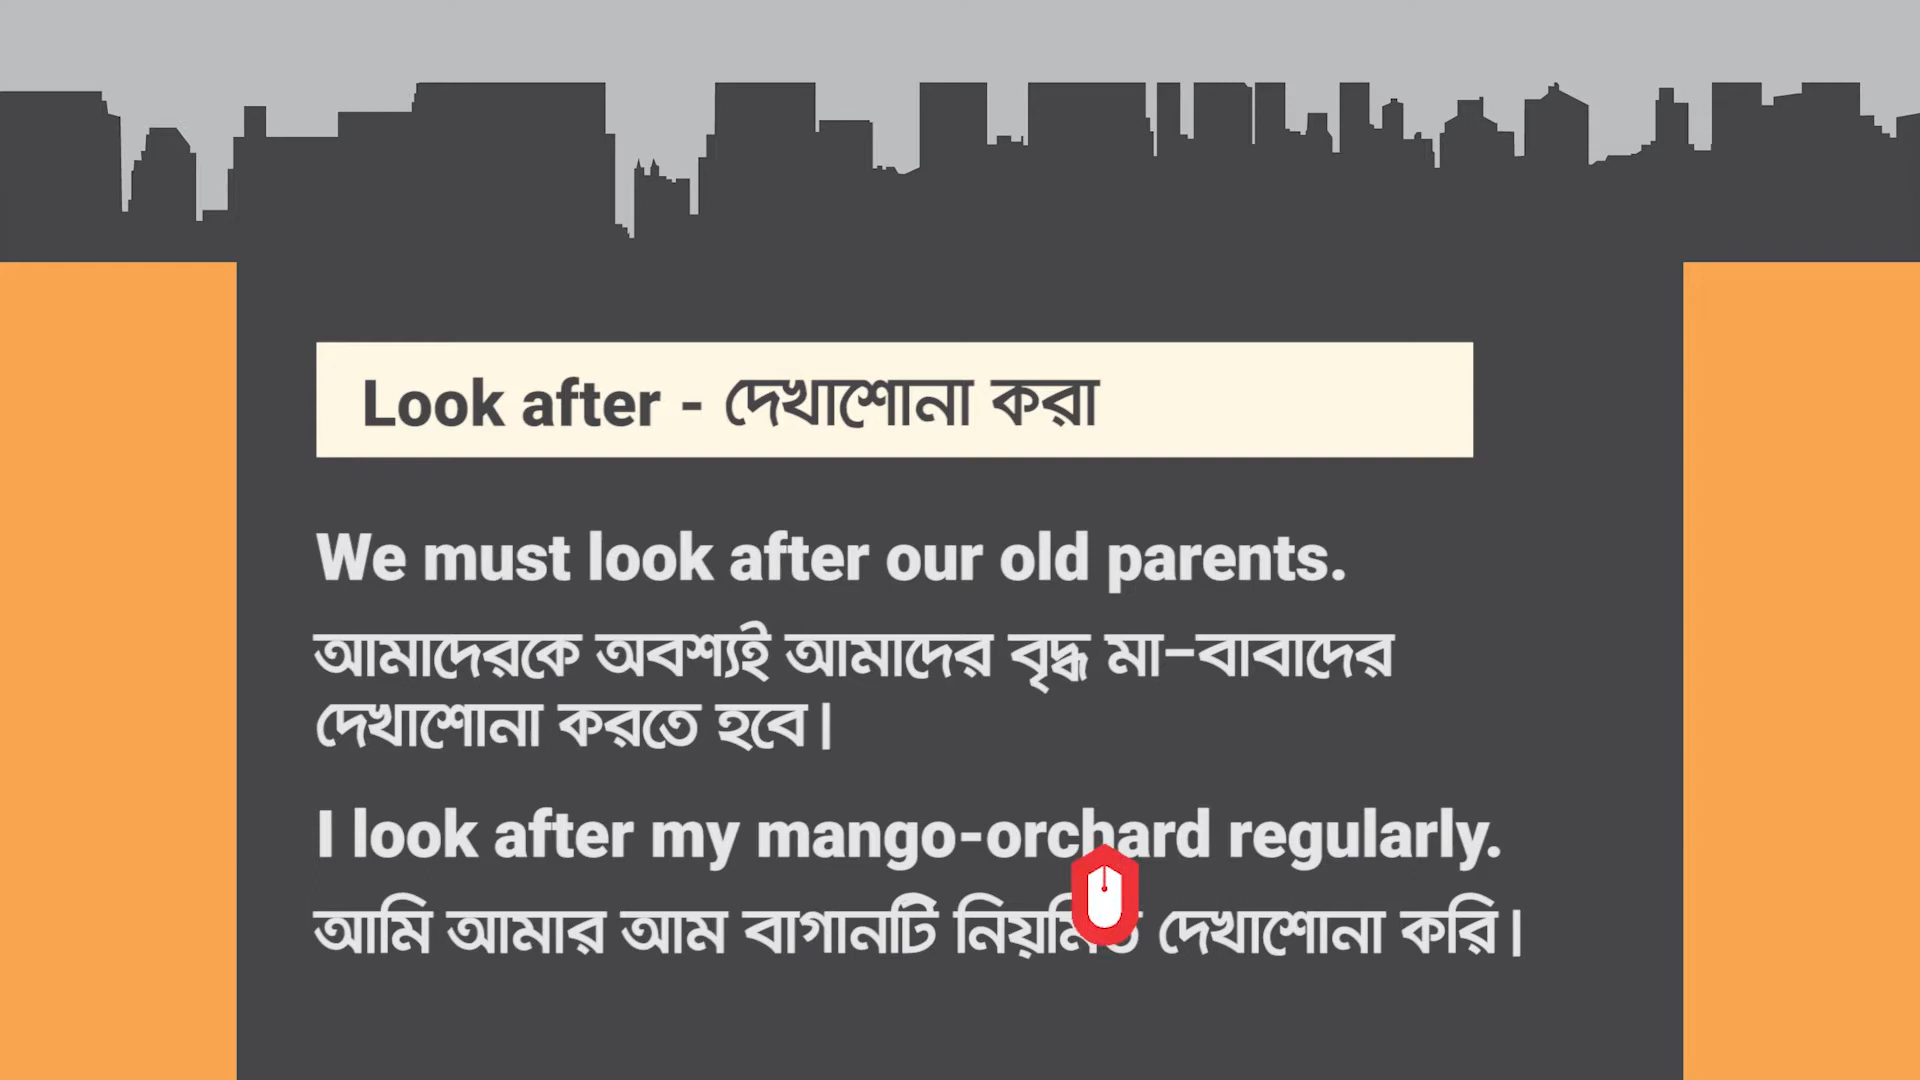 Look after - দেখাশোনা করা
We must look after our old parents.
আমাদেরকে অবশ্যই আমাদের বৃদ্ধ মা-বাবাদের
দেখাশোনা করতে হবে।
I look after my mango-orchard regularly.
আমি আমার আম বাগানটি নিয়মিত দেখাশোনা করি।